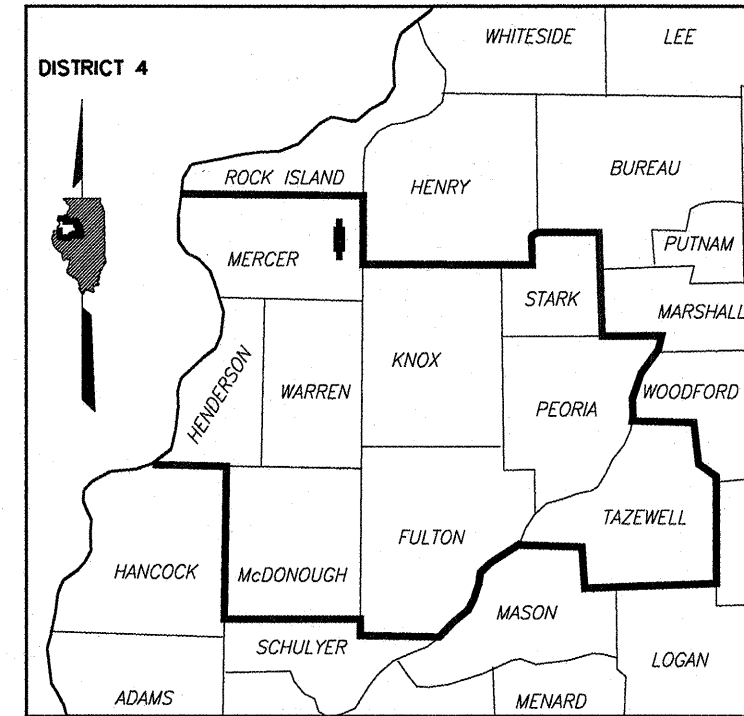 WHITESIDE
LEE
DISTRICT 4
ROCK ISLAND
HENRY
BUREAU
MERCER
PUTNAM
STARK
MARSHALL
HENDERSON
WARREN
KNOX
PEORIA
WOODFORD
TAZEWELL
HANCOCK
McDONOUGH
FULTON
MASON
SCHULYER
LOGAN
ADAMS
MENARD